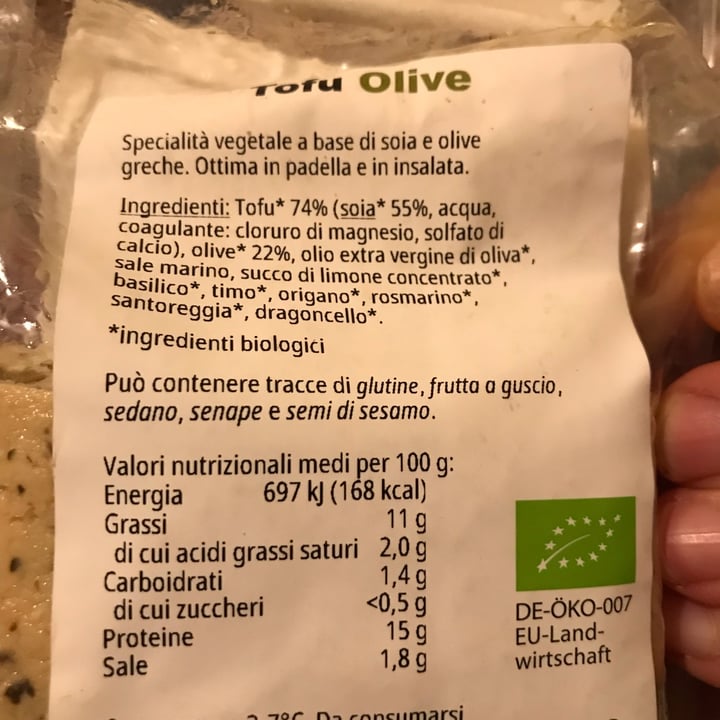 Tofu Olive
Specialità vegetale a base di soia e olive
greche. Ottima in padella e in insalata.
Ingredienti: Tofu* 74% (soia* 55%, acqua,
coagulante: cloruro di magnesio, solfato di
calcio), olive* 22%, olio extra vergine di oliva*,
sale marino, succo di limone concentrato*,
basilico*, timo*, origano*, rosmarino*,
santoreggia*, dragoncello*.
*ingredienti biologici
Può contenere tracce di glutine, frutta a guscio,
sedano, senape e semi di sesamo.
Valori nutrizionali medi per 100 g:
Energia 697 kJ (168 kcal)
Grassi 11 g
di cui acidi grassi saturi 2,0 g
Carboidrati 1,4 g
di cui zuccheri <0,5 g
Proteine 15 g
Sale 1,8 g
DE-ÖKO-007
EU-Land-
wirtschaft
Da consumarsi